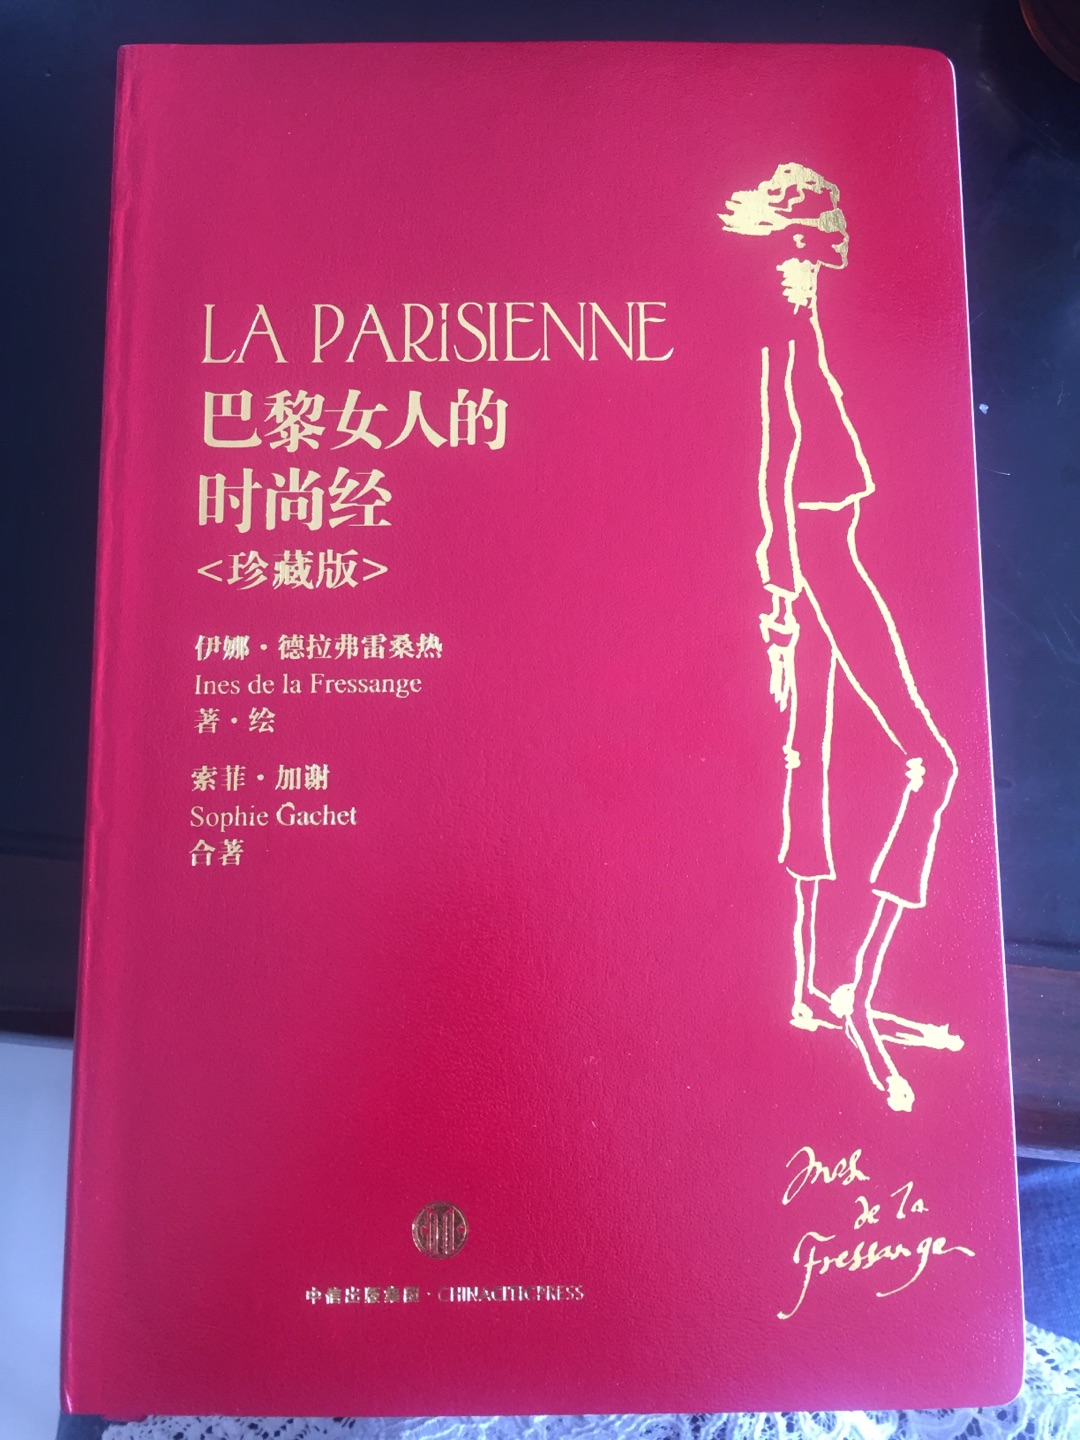 LA PARiSIENNE
巴黎女人的
时尚经
<珍藏版>
伊娜·德拉弗雷桑热
Ines de la Fressange
著·绘
索菲·加谢
Sophie Gachet
合著
Ines
de la
Fressange
中信出版集团·CHINACITICPRESS